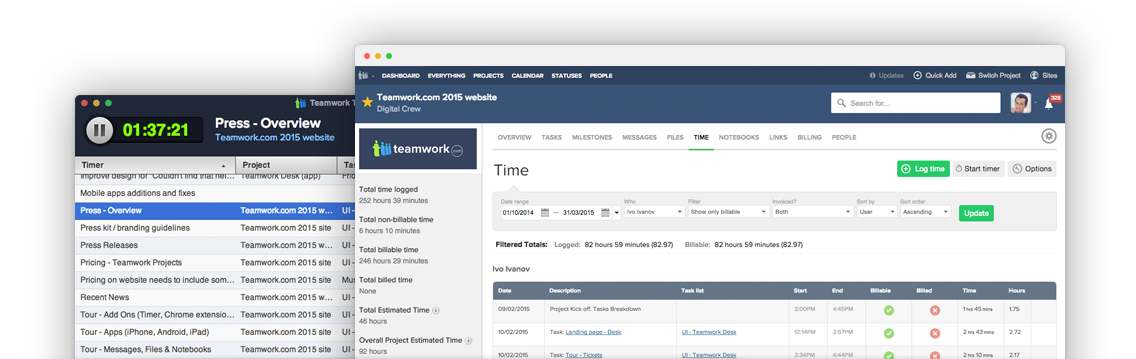 Teamwork T
01:37:21
Press - Overview
Teamwork.com 2015 website
Timer
Project
Ta
Improve design for "Couldn't find that hel...
Teamwork Desk (app)
Frid
Mobile apps additions and fixes
Press - Overview
Teamwork.com 2015 w...
UI -
Press kit / branding guidelines
Teamwork.com 2015 site
UI -
Press Releases
Teamwork.com 2015 site
UI -
Pricing - Teamwork Projects
Teamwork.com 2015 site
UI -
Pricing on website needs to include som...
Teamwork.com 2015 site
Mu
Recent News
Teamwork.com 2015 w...
UI -
Tour - Add Ons (Timer, Chrome extensio...
Teamwork.com 2015 site
UI -
Tour - Apps (iPhone, Android, iPad)
Teamwork.com 2015 site
UI -
Tour - Messages, Files & Notebooks
Teamwork.com 2015 site
UI -
DASHBOARD EVERYTHING PROJECTS CALENDAR STATUSES PEOPLE
Updates Quick Add Switch Project Sites
Teamwork.com 2015 website
Digital Crew
Search for...
328
teamwork.com
Total time logged
252 hours 39 minutes
Total non-billable time
6 hours 10 minutes
Total billable time
246 hours 29 minutes
Total billed time
None
Total Estimated Time
46 hours
Overall Project Estimated Time
92 hours
OVERVIEW TASKS MILESTONES MESSAGES FILES TIME NOTEBOOKS LINKS BILLING PEOPLE
Time
Log time Start timer Options
Date range Who Filter Invoiced? Sort by Sort order
01/10/2014 — 31/03/2015 Ivo Ivanov Show only billable Both User Ascending Update
Filtered Totals: Logged: 82 hours 59 minutes (82.97) Billable: 82 hours 59 minutes (82.97)
Ivo Ivanov
Date Description Task list Start End Billable Billed Time Hours
09/02/2015 Project Kick off. Tasks Breakdown 3:00PM 4:45PM 1 hrs 45 mins 1.75
10/02/2015 Task: Landing page - Desk UI - Teamwork Desk 12:14PM 2:57PM 2 hrs 43 mins 2.72
10/02/2015 Task: Tour - Tickets UI - Teamwork Desk 2:34PM 4:44PM 2 hrs 10 mins 2.17